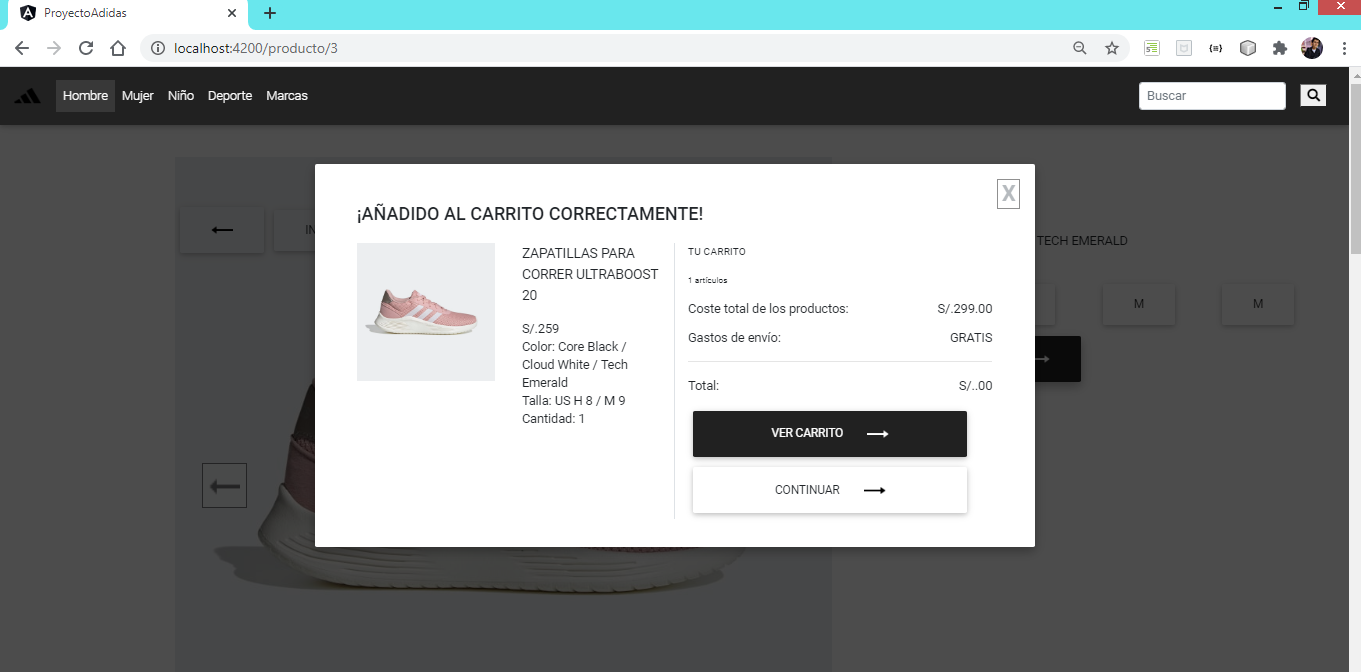 ProyectoAdidas
localhost:4200/producto/3
Hombre Mujer Niño Deporte Marcas
Buscar
IN
TECH EMERALD
M M
¡AÑADIDO AL CARRITO CORRECTAMENTE!
X
ZAPATILLAS PARA
CORRER ULTRABOOST
20
S/.259
Color: Core Black /
Cloud White / Tech
Emerald
Talla: US H 8 / M 9
Cantidad: 1
TU CARRITO
1 artículos
Coste total de los productos: S/.299.00
Gastos de envío: GRATIS
Total: S/..00
VER CARRITO
CONTINUAR